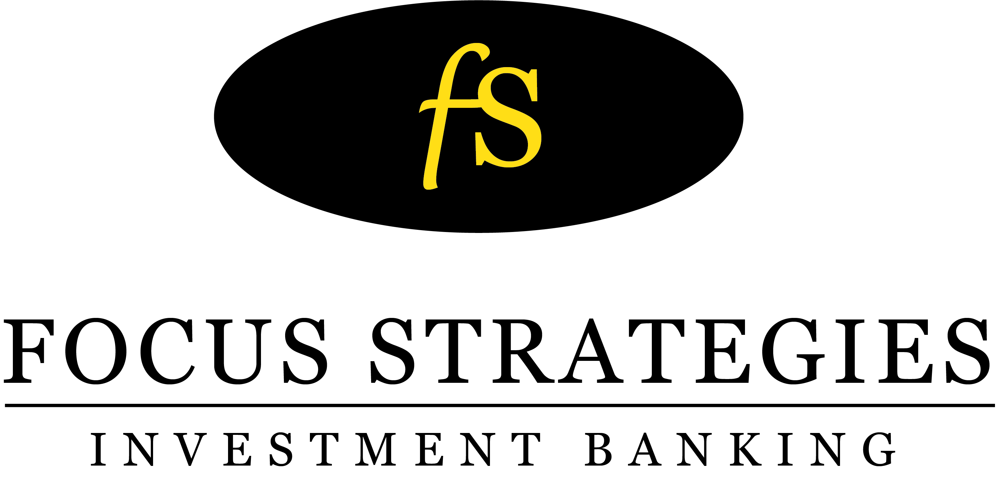 fS
FOCUS STRATEGIES
INVESTMENT BANKING